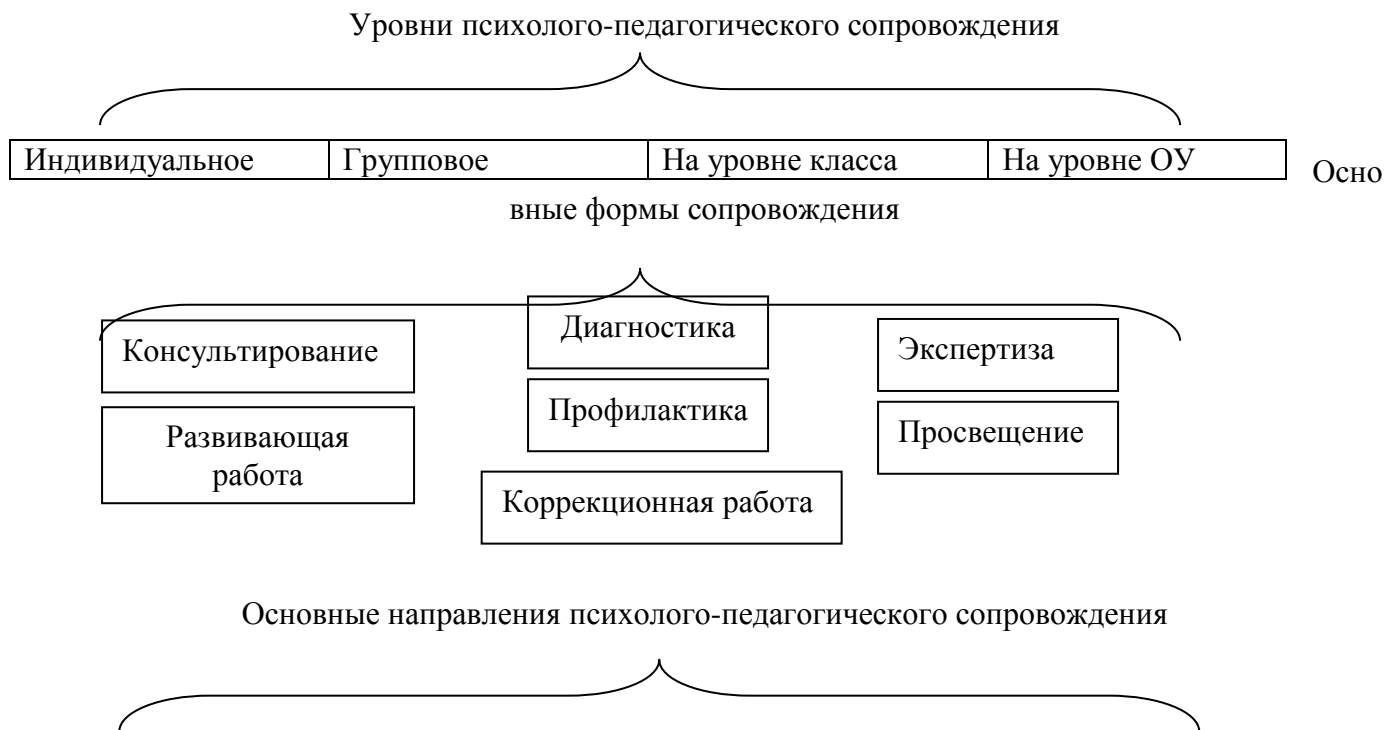 Уровни психолого-педагогического сопровождения
Индивидуальное Групповое На уровне класса На уровне ОУ
Осно
вные формы сопровождения
Консультирование
Диагностика
Экспертиза
Развивающая
работа
Профилактика
Просвещение
Коррекционная работа
Основные направления психолого-педагогического сопровождения